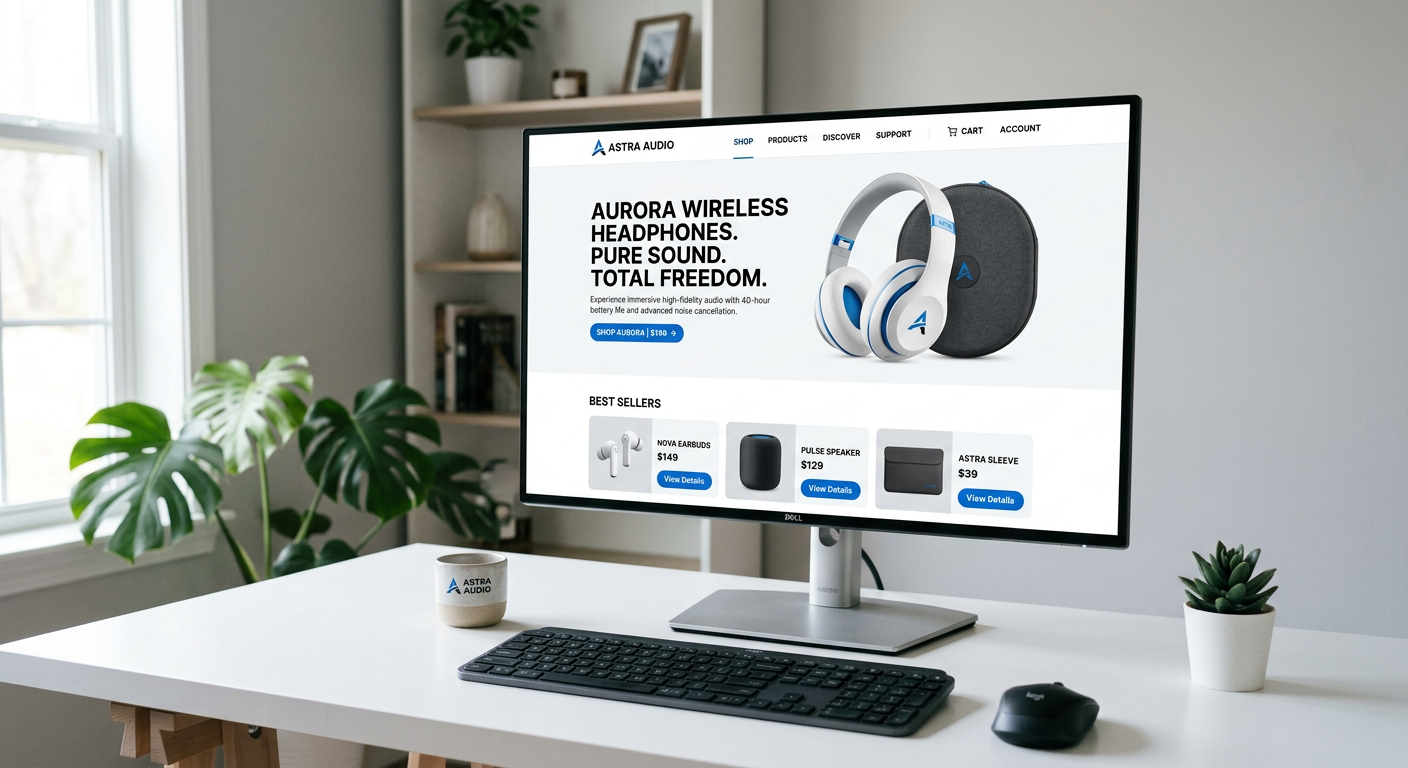 ASTRA AUDIO
SHOP
PRODUCTS
DISCOVER
SUPPORT
CART
ACCOUNT
AURORA WIRELESS
HEADPHONES.
PURE SOUND.
TOTAL FREEDOM.
Experience immersive high-fidelity audio with 40-hour
bettery Me and advanced noise cancellation.
SHOP AUBORA | $180 →
BEST SELLERS
NOVA EARBUDS
$149
View Details
PULSE SPEAKER
$129
View Details
ASTRA SLEEVE
$39
View Details
DELL
ASTRA
AUDIO